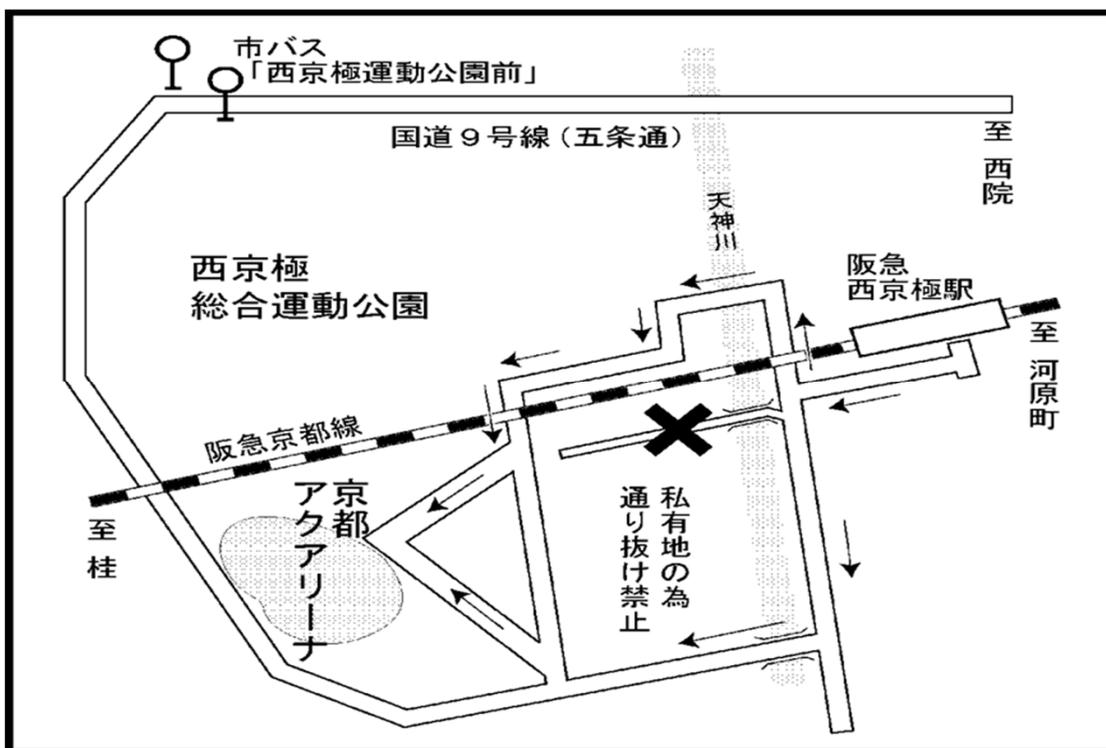 市バス
「西京極運動公園前」
国道９号線（五条通）
至 西院
天神川
西京極
総合運動公園
阪急
西京極駅
至 河原町
阪急京都線
至 桂
京都
アクアリーナ
私有地の為
通り抜け禁止